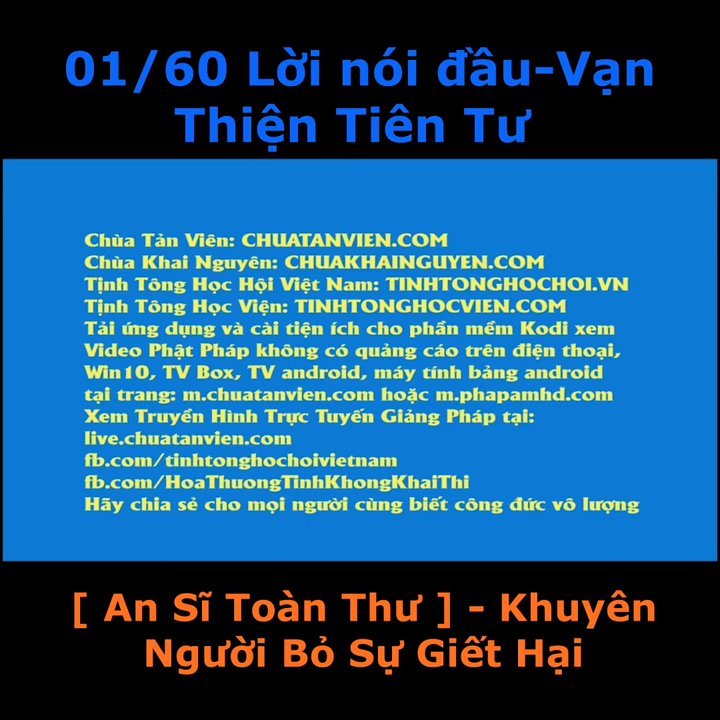 01/60 Lời nói đầu-Vạn
Thiện Tiên Tư
Chùa Tản Viên: CHUATANVIEN.COM
Chùa Khai Nguyên: CHUAKHAINGUYEN.COM
Tịnh Tông Học Hội Việt Nam: TINHTONGHOCHOI.VN
Tịnh Tông Học Viện: TINHTONGHOCVIEN.COM
Tải ứng dụng và cài tiện ích cho phần mềm Kodi xem
Video Phật Pháp không có quảng cáo trên điện thoại,
Win10, TV Box, TV android, máy tính bảng android
tại trang: m.chuatanvien.com hoặc m.phapamhd.com
Xem Truyền Hình Trực Tuyến Giảng Pháp tại:
live.chuatanvien.com
fb.com/tinhtonghochoivietnam
fb.com/HoaThuongTinhKhongKhaiThi
Hãy chia sẻ cho mọi người cùng biết công đức vô lượng
[ An Sĩ Toàn Thư ] - Khuyên
Người Bỏ Sự Giết Hại